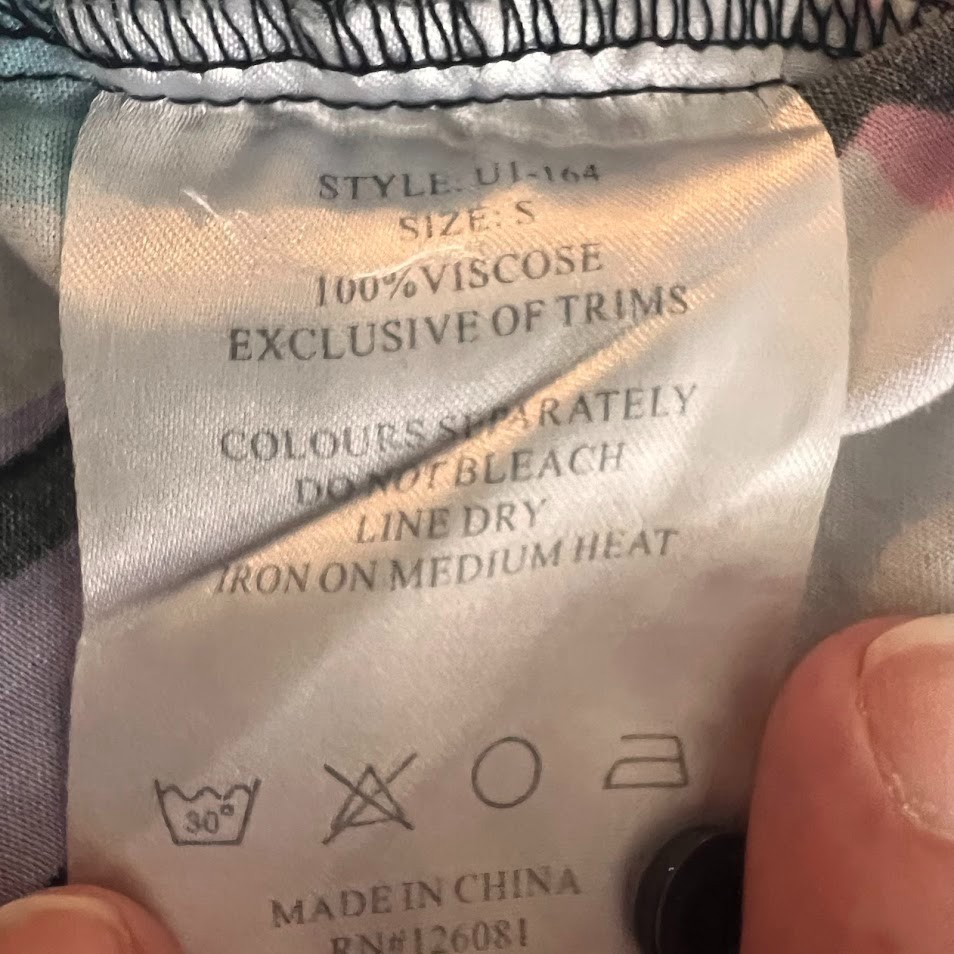 STYLE: U1-164
SIZE: S
100%VISCOSE
EXCLUSIVE OF TRIMS
COLOURS SEPARATELY
DO NOT BLEACH
LINE DRY
IRON ON MEDIUM HEAT
30°
MADE IN CHINA
RN#126081